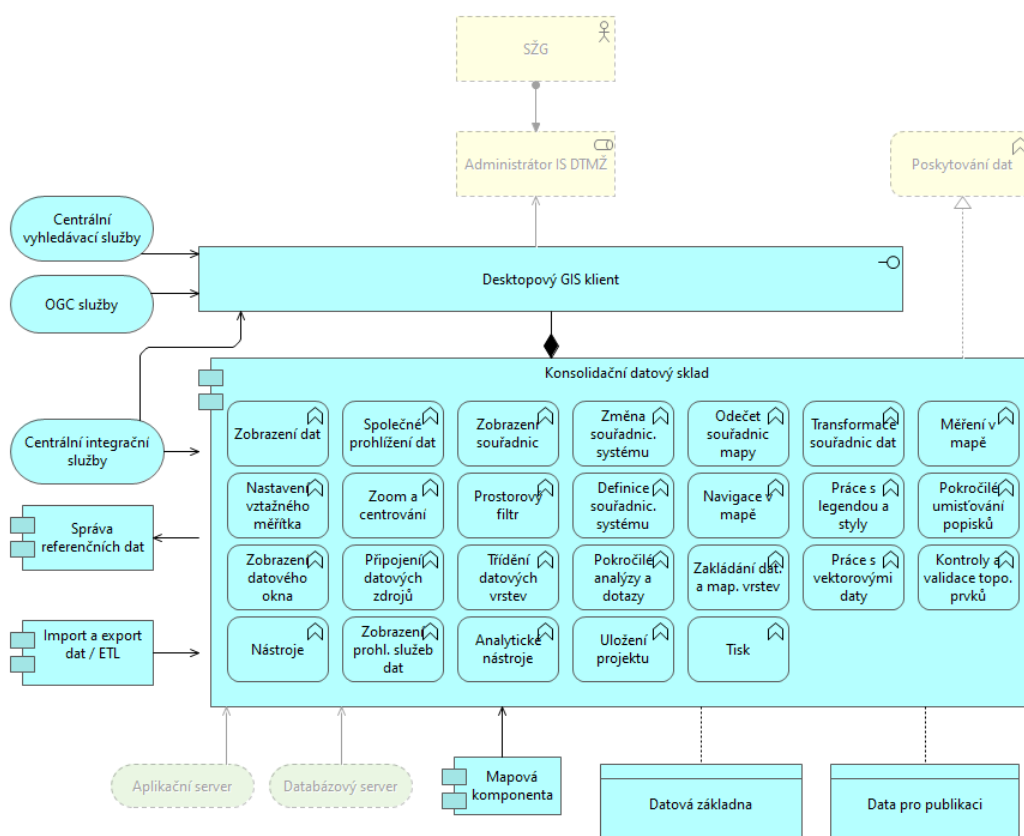 SŽG
Administrátor IS DTMŽ
Poskytování dat
Centrální
vyhledávací služby
OGC služby
Desktopový GIS klient
Konsolidační datový sklad
Centrální integrační
služby
Správa
referenčních dat
Import a export
dat / ETL
Zobrazení dat
Společné
prohlížení dat
Zobrazení
souřadnic
Změna
souřadnic.
systému
Odečet
souřadnic
mapy
Transformace
souřadnic dat
Měření v
mapě
Nastavení
vztažného
měřítka
Zoom a
centrování
Prostorový
filtr
Definice
souřadnic.
systému
Navigace v
mapě
Práce s
legendou a
styly
Pokročilé
umisťování
popisků
Zobrazení
datového
okna
Připojení
datových
zdrojů
Třídění
datových
vrstev
Pokročilé
analýzy a
dotazy
Zakládání dat.
a map. vrstev
Práce s
vektorovými
daty
Kontroly a
validace topo.
prvků
Nástroje
Zobrazení
prohl. služeb
dat
Analytické
nástroje
Uložení
projektu
Tisk
Aplikační server
Databázový server
Mapová
komponenta
Datová základna
Data pro publikaci